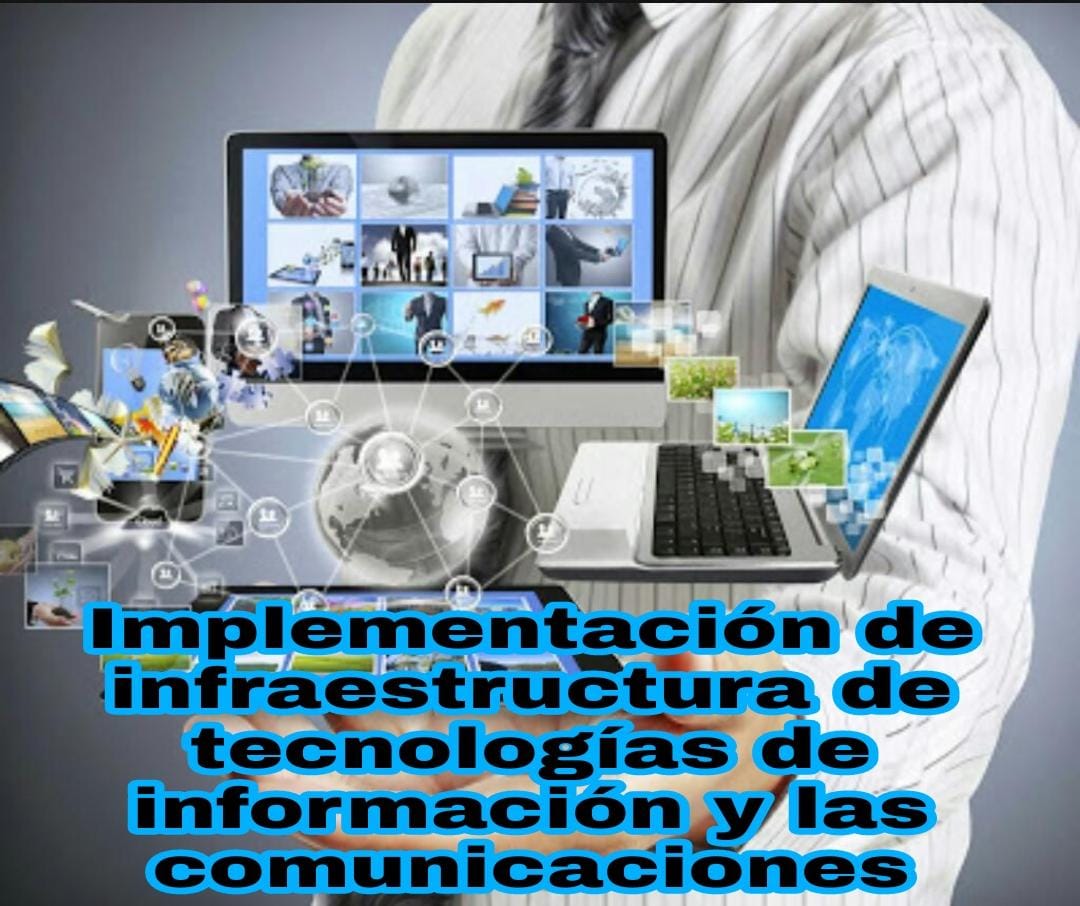 Implementación de
infraestructura de
tecnologías de
información y las
comunicaciones